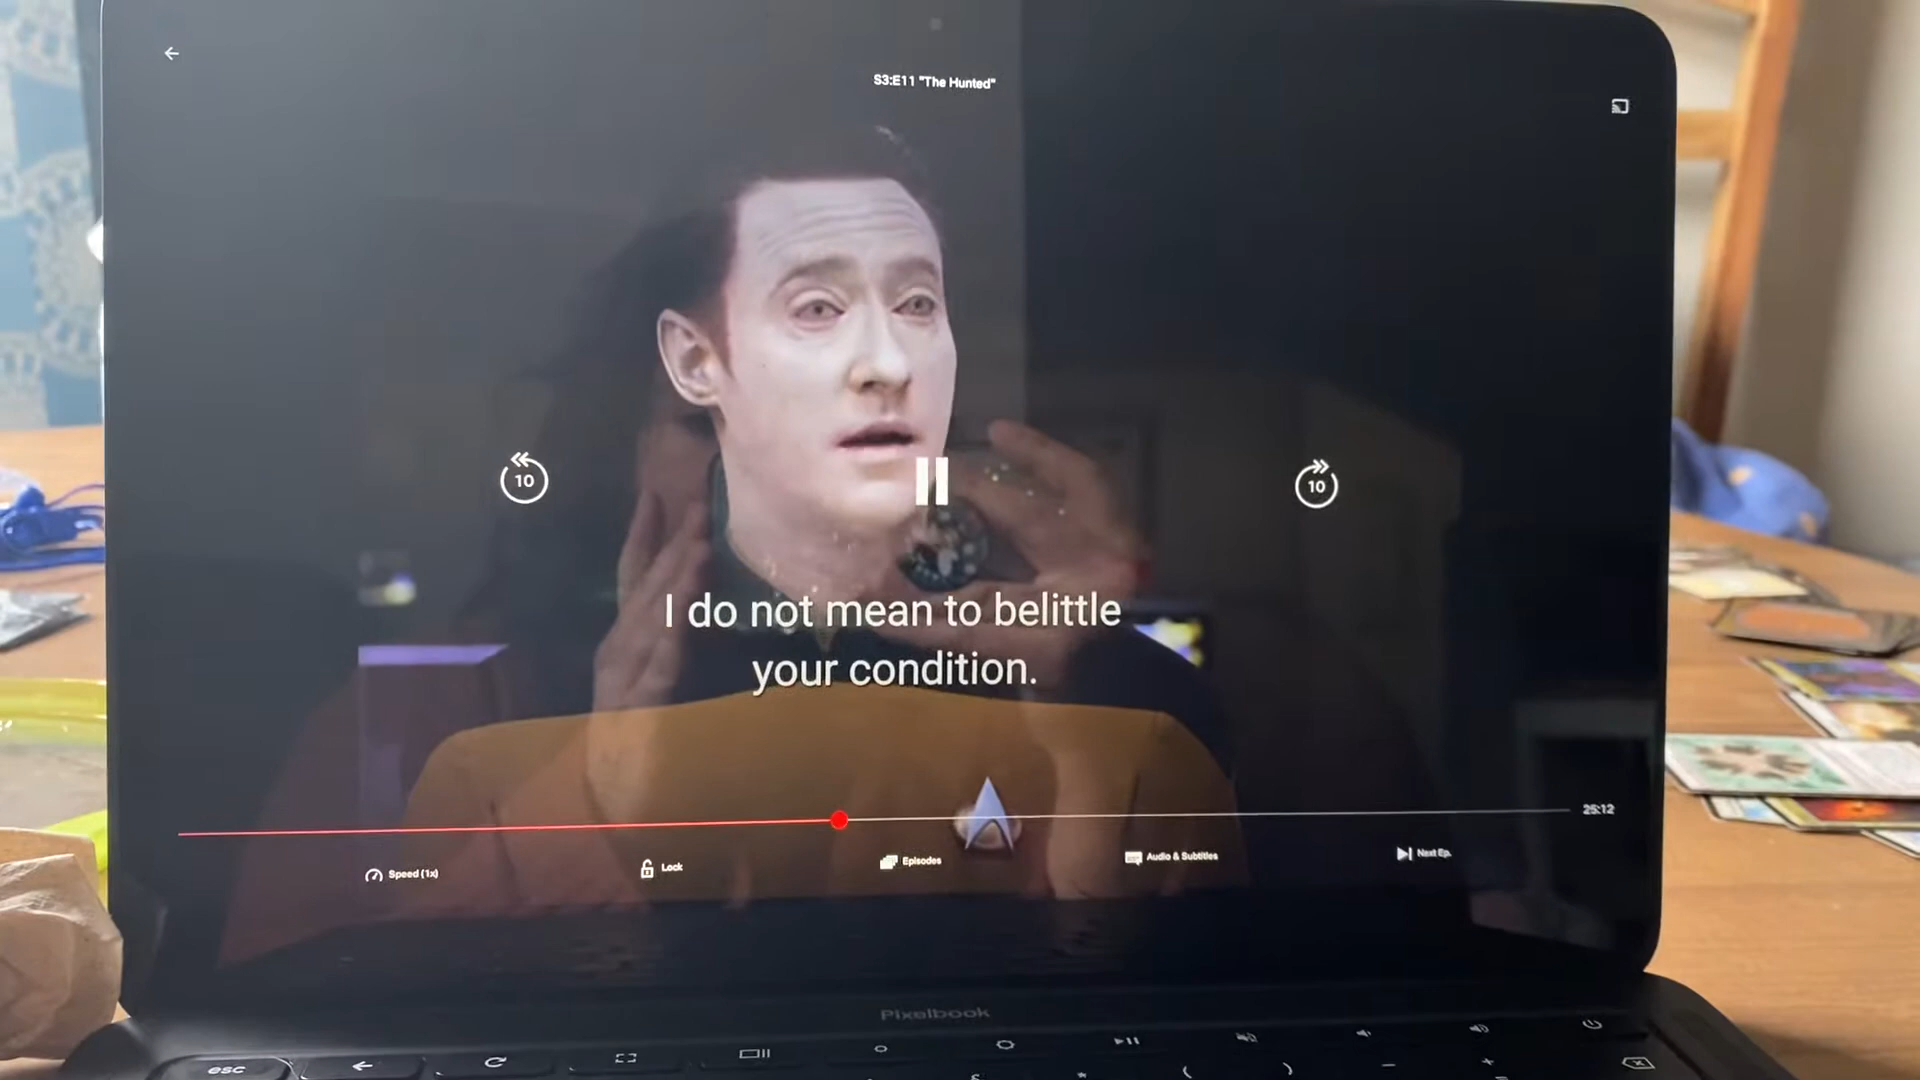 S3:E11 "The Hunted"
10
10
I do not mean to belittle
your condition.
25:12
Speed (1x)
Lock
Episodes
Audio & Subtitles
Next Ep.
Pixelbook
esc